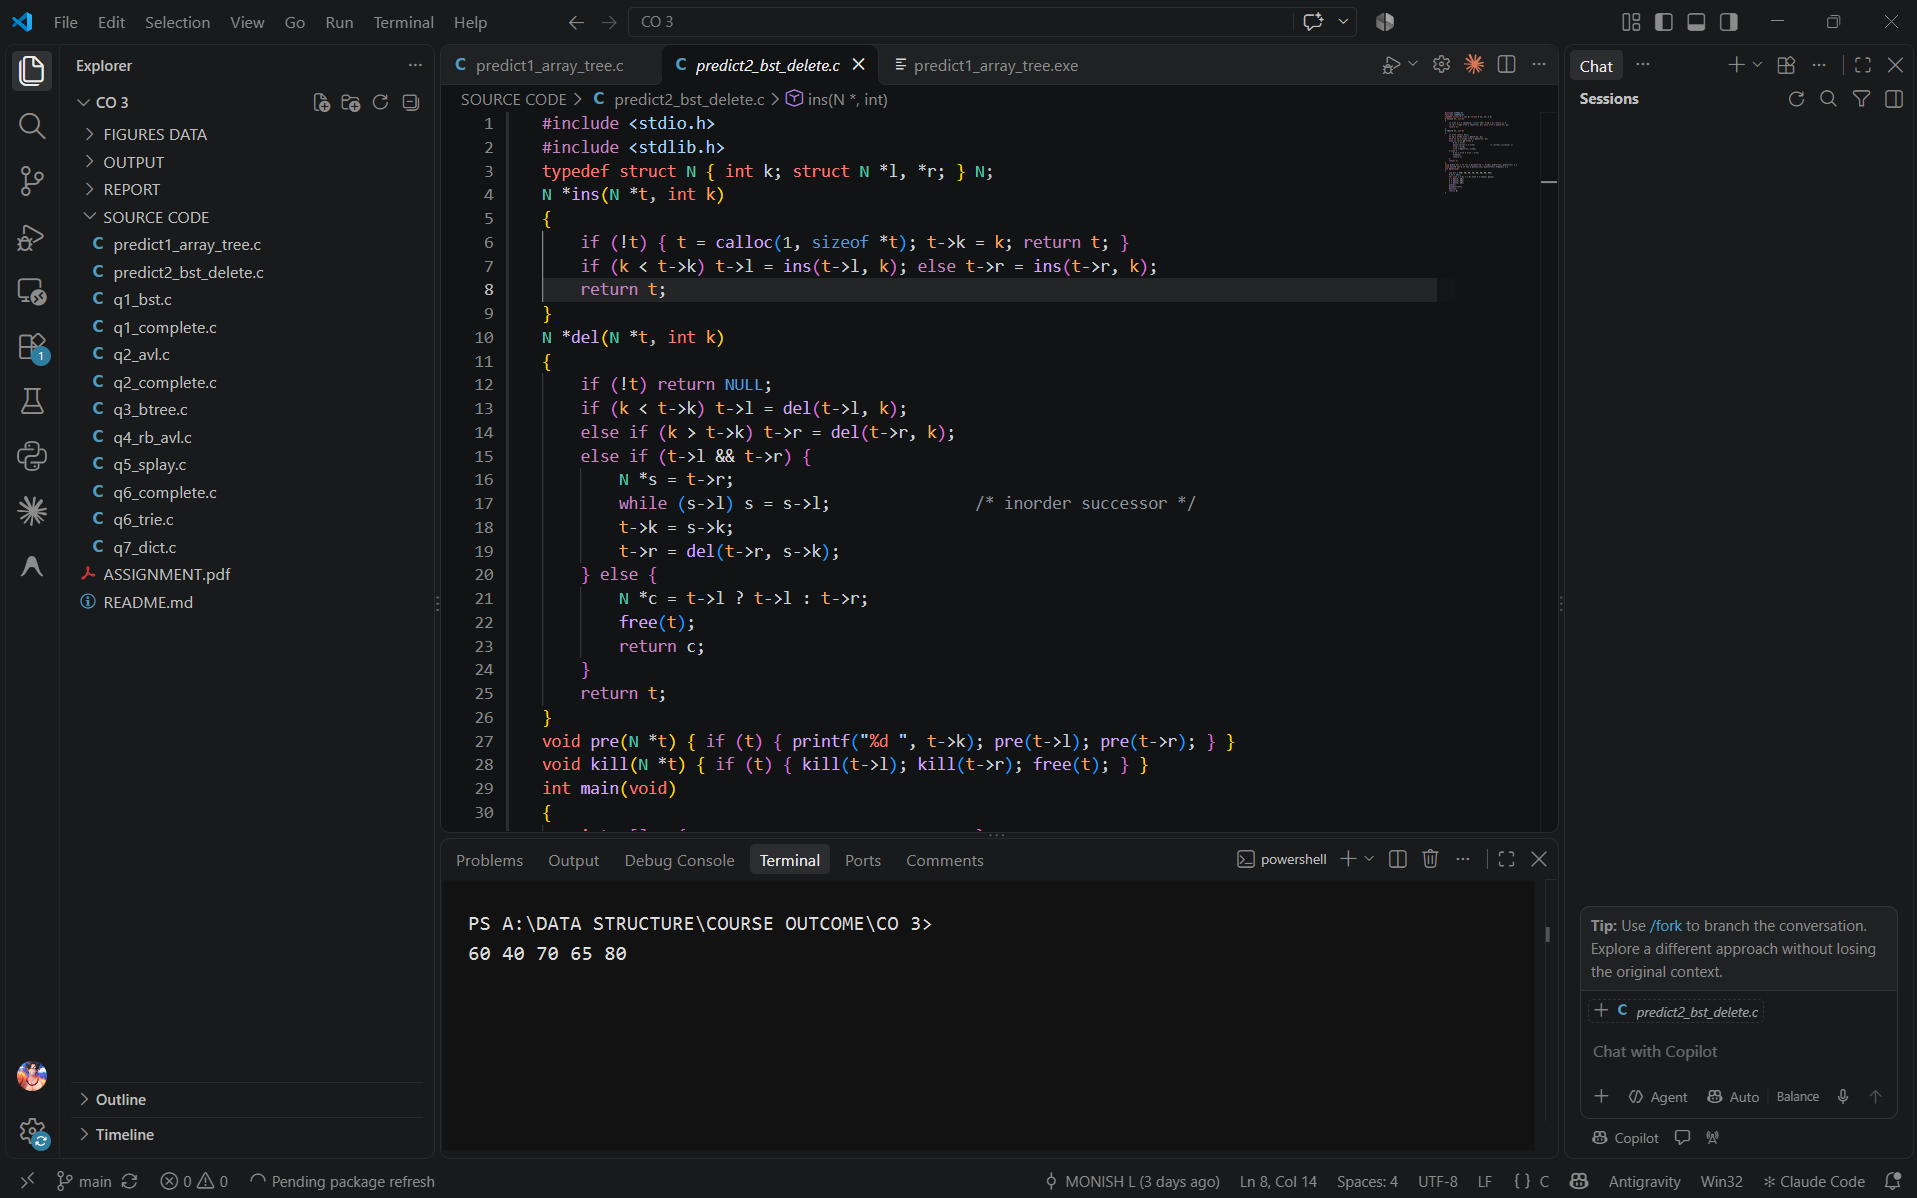 File Edit Selection View Go Run Terminal Help
CO 3
Explorer
CO 3
FIGURES DATA
OUTPUT
REPORT
SOURCE CODE
C predict1_array_tree.c
C predict2_bst_delete.c
C q1_bst.c
C q1_complete.c
C q2_avl.c
C q2_complete.c
C q3_btree.c
C q4_rb_avl.c
C q5_splay.c
C q6_complete.c
C q6_trie.c
C q7_dict.c
ASSIGNMENT.pdf
README.md
Outline
Timeline
1
C predict1_array_tree.c
C predict2_bst_delete.c
predict1_array_tree.exe
SOURCE CODE > C predict2_bst_delete.c > ins(N *, int)
1 #include <stdio.h>
2 #include <stdlib.h>
3 typedef struct N { int k; struct N *l, *r; } N;
4 N *ins(N *t, int k)
5 {
6 if (!t) { t = calloc(1, sizeof *t); t->k = k; return t; }
7 if (k < t->k) t->l = ins(t->l, k); else t->r = ins(t->r, k);
8 return t;
9 }
10 N *del(N *t, int k)
11 {
12 if (!t) return NULL;
13 if (k < t->k) t->l = del(t->l, k);
14 else if (k > t->k) t->r = del(t->r, k);
15 else if (t->l && t->r) {
16 N *s = t->r;
17 while (s->l) s = s->l; /* inorder successor */
18 t->k = s->k;
19 t->r = del(t->r, s->k);
20 } else {
21 N *c = t->l ? t->l : t->r;
22 free(t);
23 return c;
24 }
25 return t;
26 }
27 void pre(N *t) { if (t) { printf("%d ", t->k); pre(t->l); pre(t->r); } }
28 void kill(N *t) { if (t) { kill(t->l); kill(t->r); free(t); } }
29 int main(void)
30 {
Problems Output Debug Console Terminal Ports Comments
powershell
PS A:\DATA STRUCTURE\COURSE OUTCOME\CO 3>
60 40 70 65 80
Chat
Sessions
Tip: Use /fork to branch the conversation.
Explore a different approach without losing
the original context.
C predict2_bst_delete.c
Chat with Copilot
Agent Auto Balance
Copilot
main 0 0 Pending package refresh
MONISH L (3 days ago) Ln 8, Col 14 Spaces: 4 UTF-8 LF {} C Antigravity Win32 Claude Code